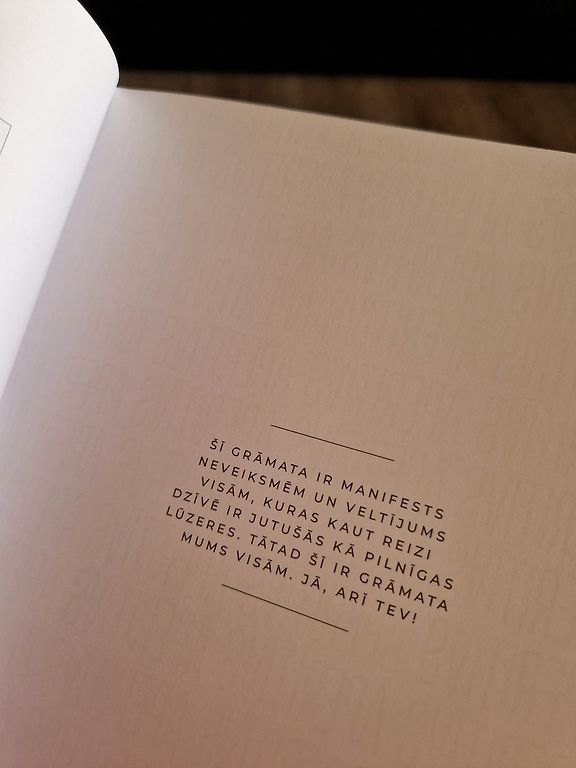 ŠĪ GRĀMATA IR MANIFESTS
NEVEIKSMĒM UN VELTĪJUMS
VISĀM, KURAS KAUT REIZI
DZĪVĒ IR JUTUŠĀS KĀ PILNĪGAS
LŪZERES. TĀTAD ŠĪ IR GRĀMATA
MUMS VISĀM. JĀ, ARĪ TEV!